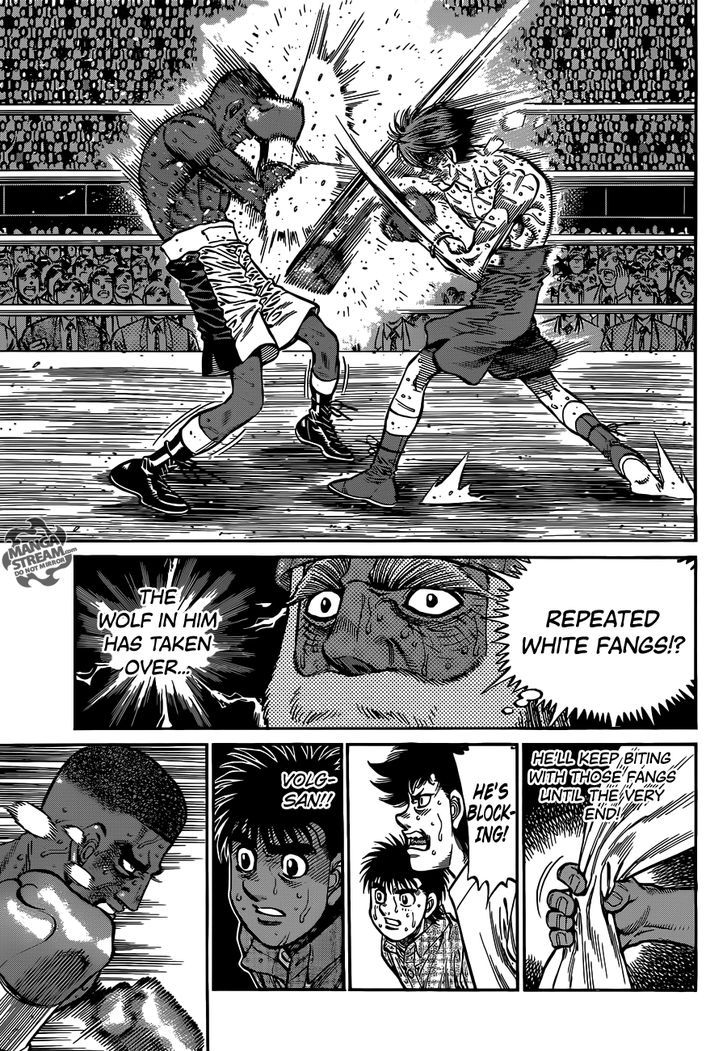 MANGA
STREAM.com
DO NOT MIRROR
REPEATED
WHITE FANGS!?
THE
WOLF IN HIM
HAS TAKEN
OVER...
HE'LL KEEP BITING
WITH THOSE FANGS
UNTIL THE VERY
END!
HE'S
BLOCK-
ING!
VOLG-
SAN!!